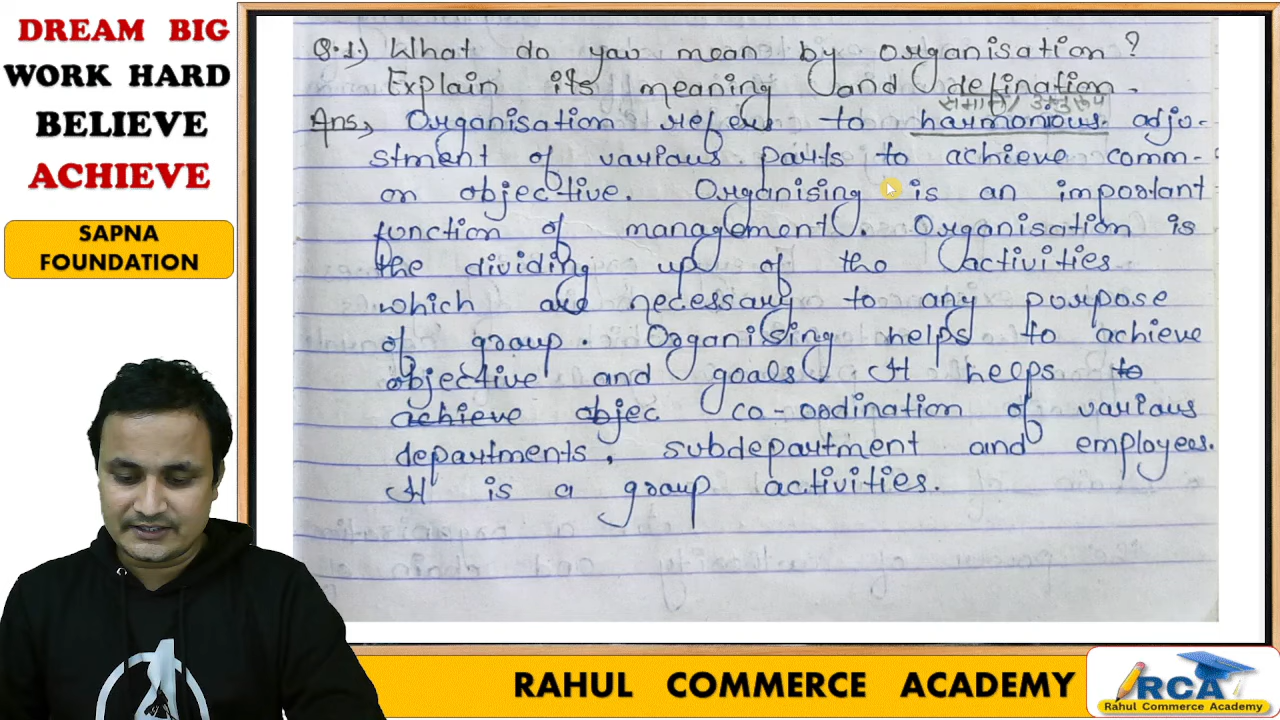 DREAM BIG
WORK HARD
BELIEVE
ACHIEVE
SAPNA
FOUNDATION
Q.1) What do you mean by organisation?
Explain its meaning and defination.
Ans, Organisation refers to harmonious adju-
stment of various parts to achieve comm-
on objective. Organising is an important
function of management. Organisation is
the dividing up of the activities
which are necessary to any purpose
of group. Organising helps to achieve
objective and goals. It helps to
achieve objec co-ordination of various
departments, subdepartment and employees.
It is a group activities.
RAHUL COMMERCE ACADEMY
RCA
Rahul Commerce Academy